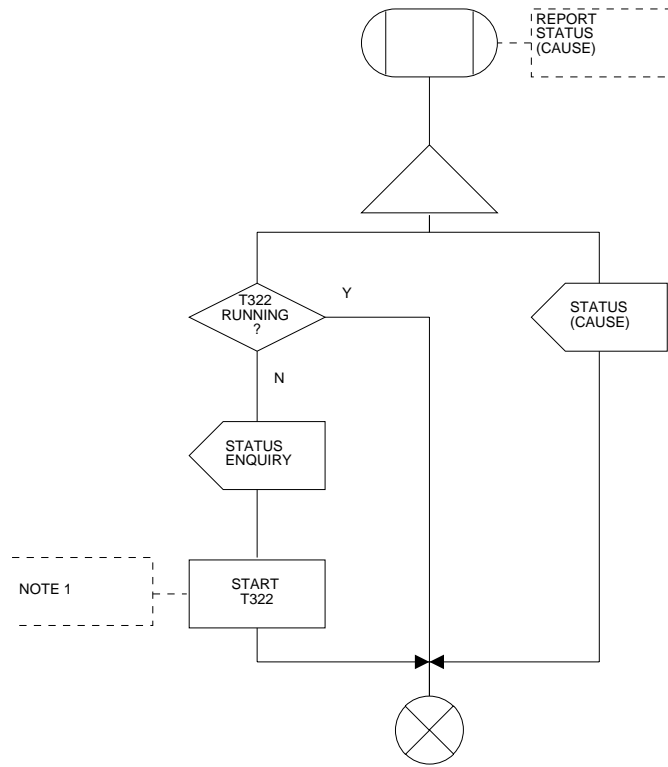 REPORT
STATUS
(CAUSE)
T322
RUNNING
?
Y
STATUS
(CAUSE)
N
STATUS
ENQUIRY
NOTE 1
START
T322